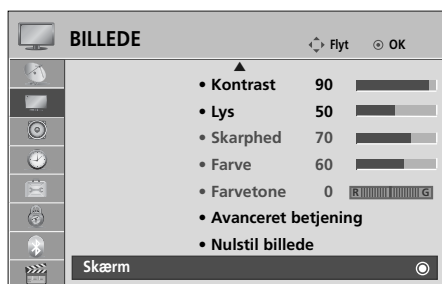 BILLEDE Flyt OK
• Kontrast 90
• Lys 50
• Skarphed 70
• Farve 60
• Farvetone 0 R G
• Avanceret betjening
• Nulstil billede
Skærm